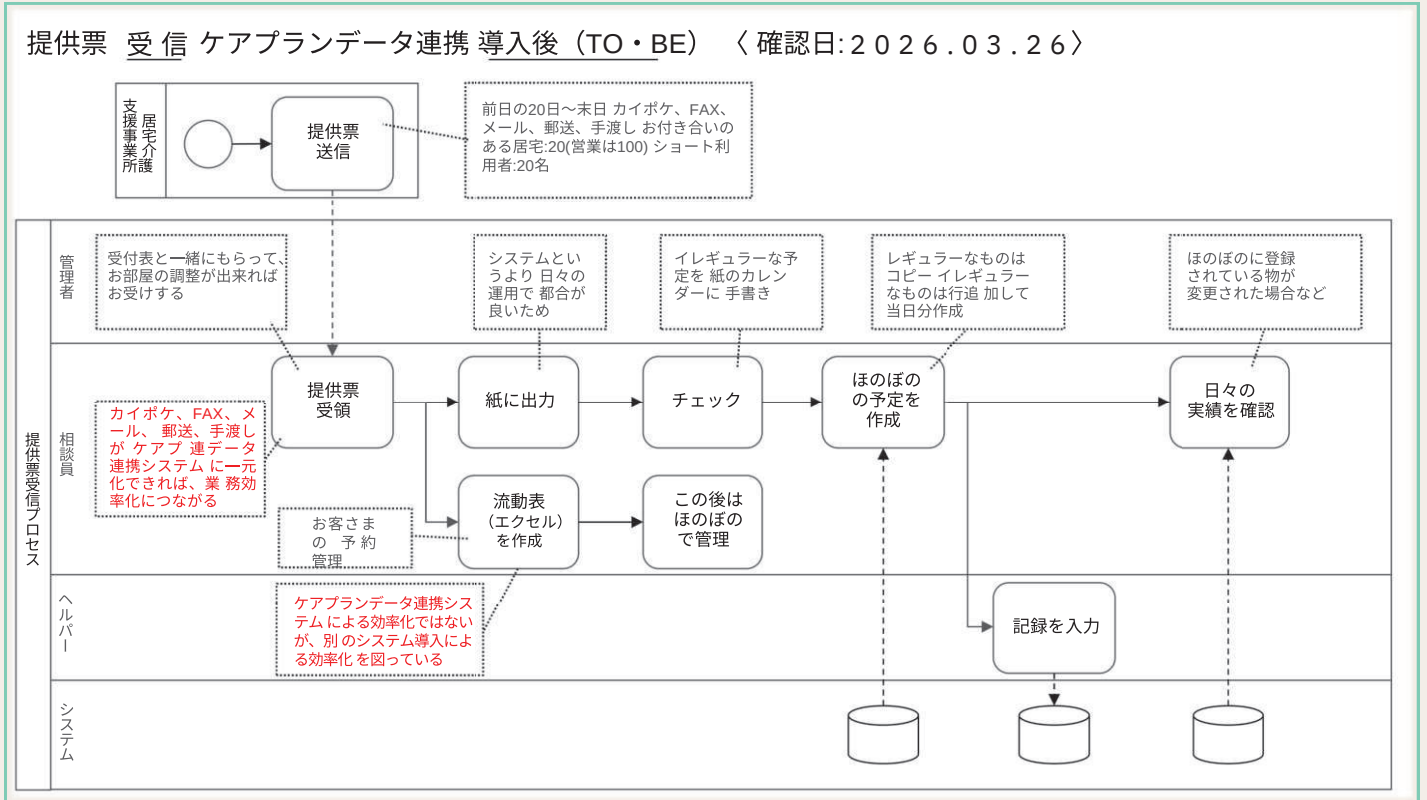 提供票 受信 ケアプランデータ連携 導入後（TO・BE） 〈 確認日:2026.03.26〉
居宅介護
支援事業所
提供票
送信
前日の20日～末日 カイポケ、FAX、
メール、郵送、手渡し お付き合いの
ある居宅:20(営業は100) ショート利
用者:20名
提供票受信プロセス
管理者
受付表と一緒にもらって、
お部屋の調整が出来れば
お受けする
システムとい
うより 日々の
運用で 都合が
良いため
イレギュラーな予
定を 紙のカレン
ダーに 手書き
レギュラーなものは
コピー イレギュラー
なものは行追 加して
当日分作成
ほのぼのに登録
されている物が
変更された場合など
相談員
提供票
受領
紙に出力
チェック
ほのぼの
の予定を
作成
日々の
実績を確認
カイポケ、FAX、メ
ール、 郵送、手渡し
が ケアプ 連データ
連携システム に一元
化できれば、業 務効
率化につながる
お客さま
の 予約
管理
流動表
（エクセル）
を作成
この後は
ほのぼの
で管理
ヘルパー
ケアプランデータ連携シス
テム による効率化ではない
が、別 のシステム導入によ
る効率化 を図っている
記録を入力
システム